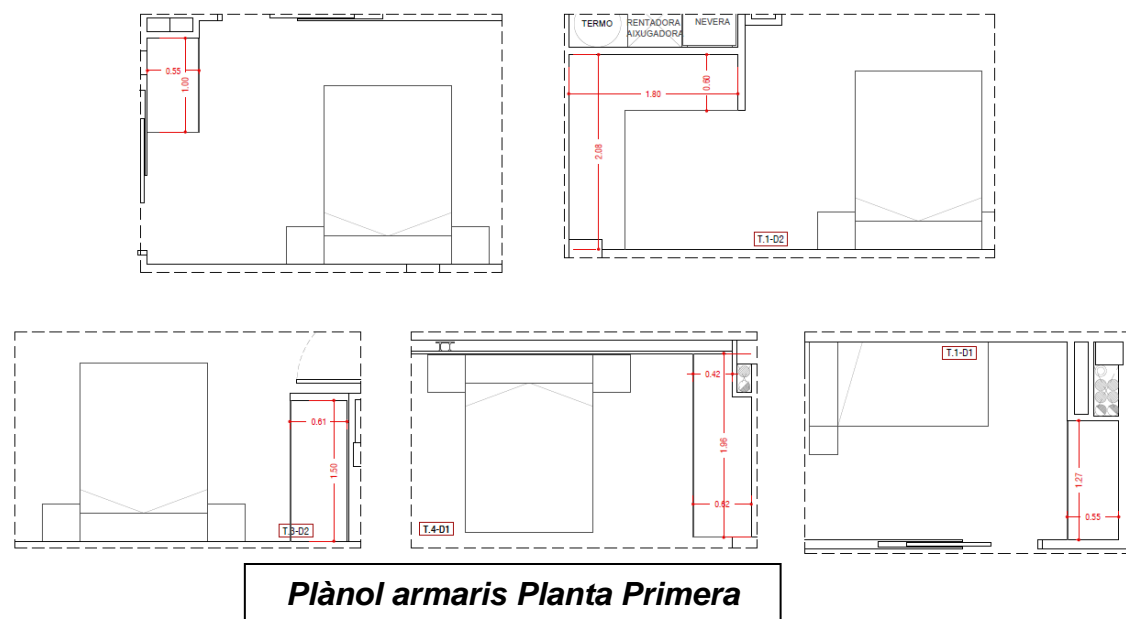 0.55
1.00
TERMO
RENTADORA
AIXUGADORA
NEVERA
0.60
1.80
2.08
T.1-D2
0.61
1.50
T.3-D2
0.42
1.96
0.62
T.4-D1
T.1-D1
1.27
0.55
Plànol armaris Planta Primera